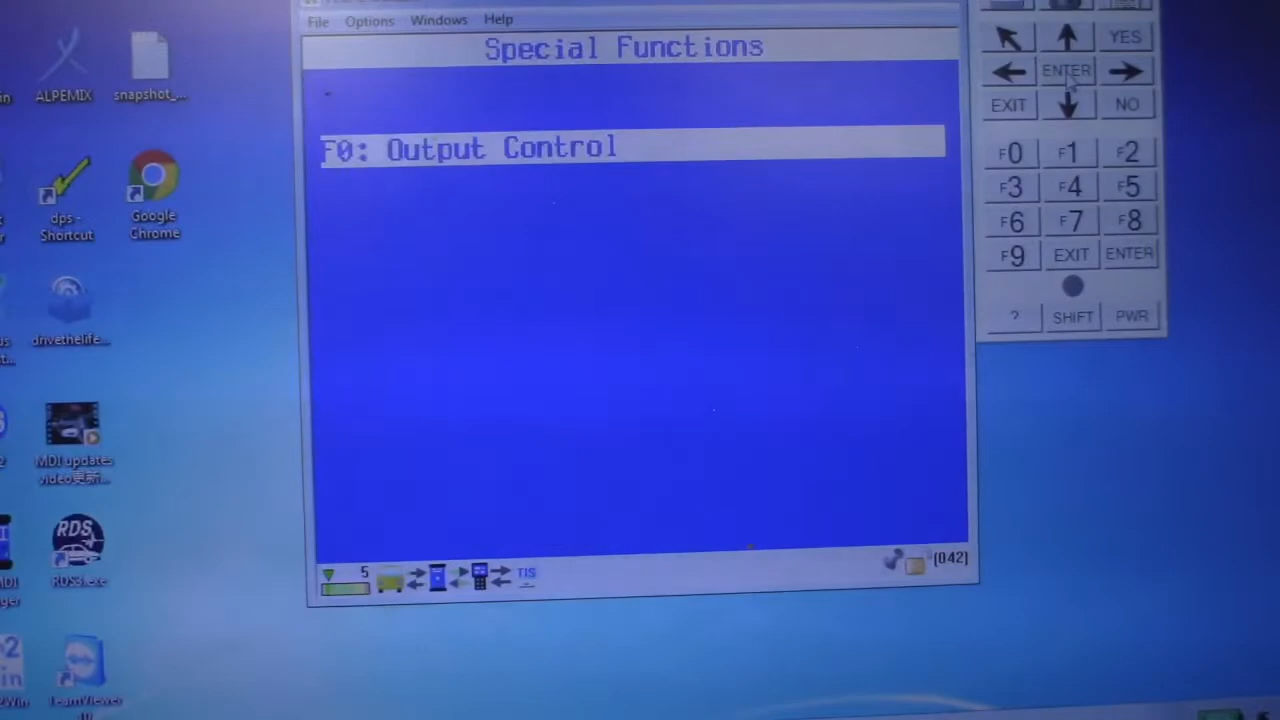 File Options Windows Help
Special Functions
F0: Output Control
5
TIS
(042)
YES
ENTER
EXIT
NO
F0 F1 F2
F3 F4 F5
F6 F7 F8
F9 EXIT ENTER
? SHIFT PWR
in
ALPEMIX
snapshot_...
dps -
Shortcut
Google
Chrome
drivethelife...
MDI updates
video更新...
RDS
RDS3.exe
TeamViewer
10